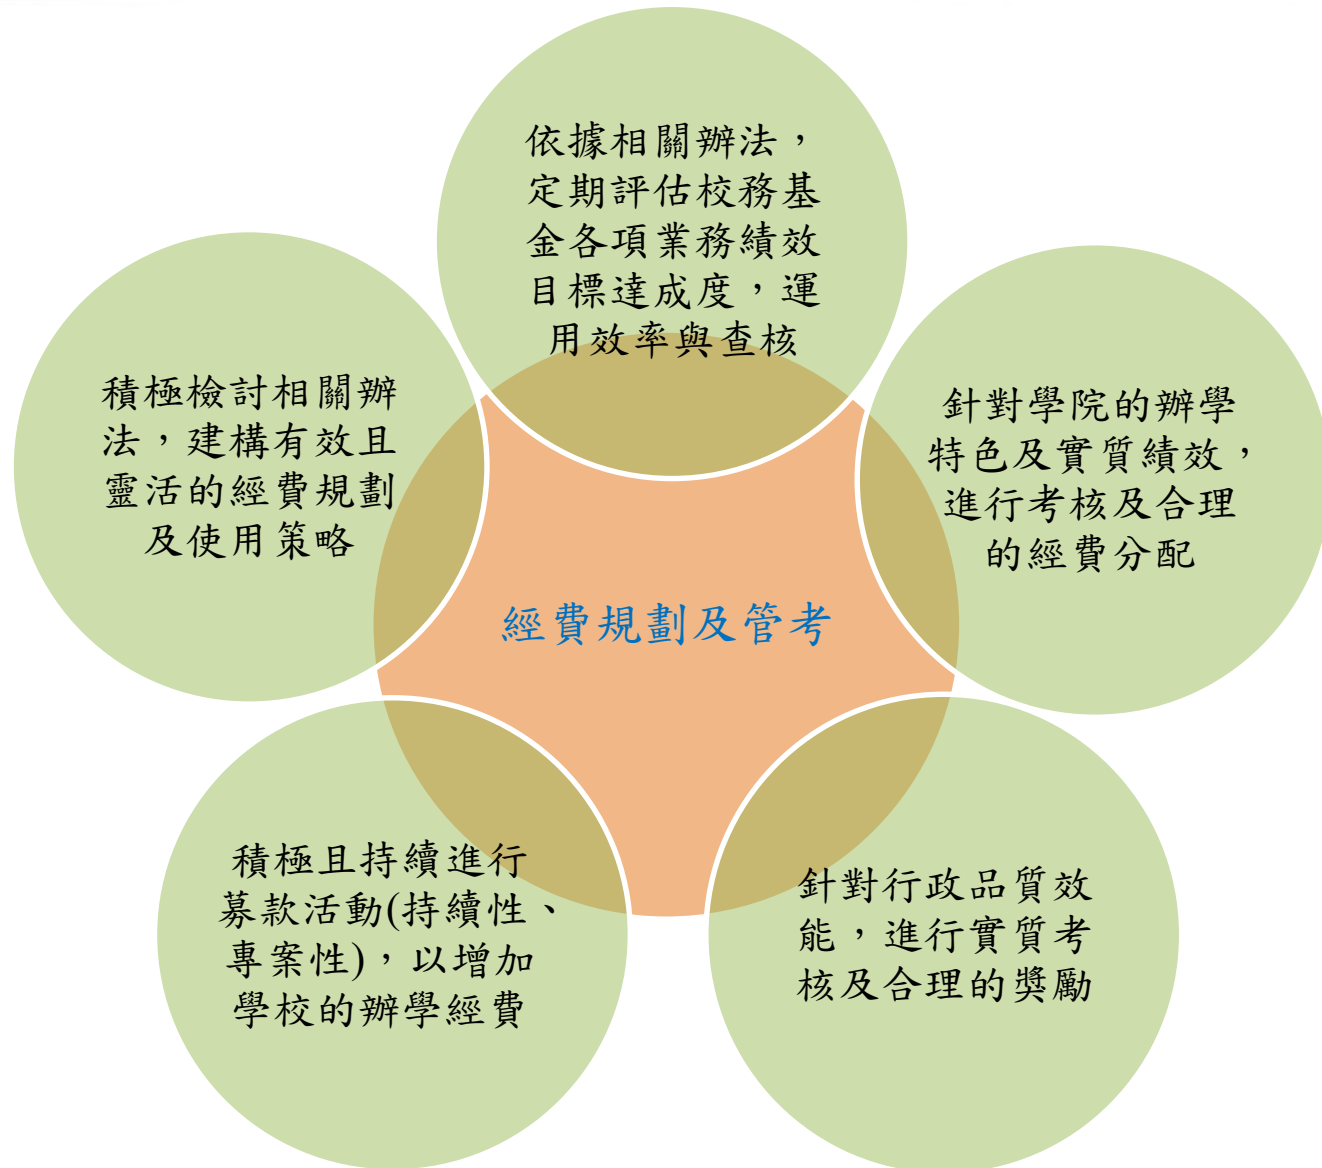 依據相關辦法，
定期評估校務基
金各項業務績效
目標達成度，運
用效率與查核
積極檢討相關辦
法，建構有效且
靈活的經費規劃
及使用策略
針對學院的辦學
特色及實質績效，
進行考核及合理
的經費分配
經費規劃及管考
積極且持續進行
募款活動(持續性、
專案性)，以增加
學校的辦學經費
針對行政品質效
能，進行實質考
核及合理的獎勵